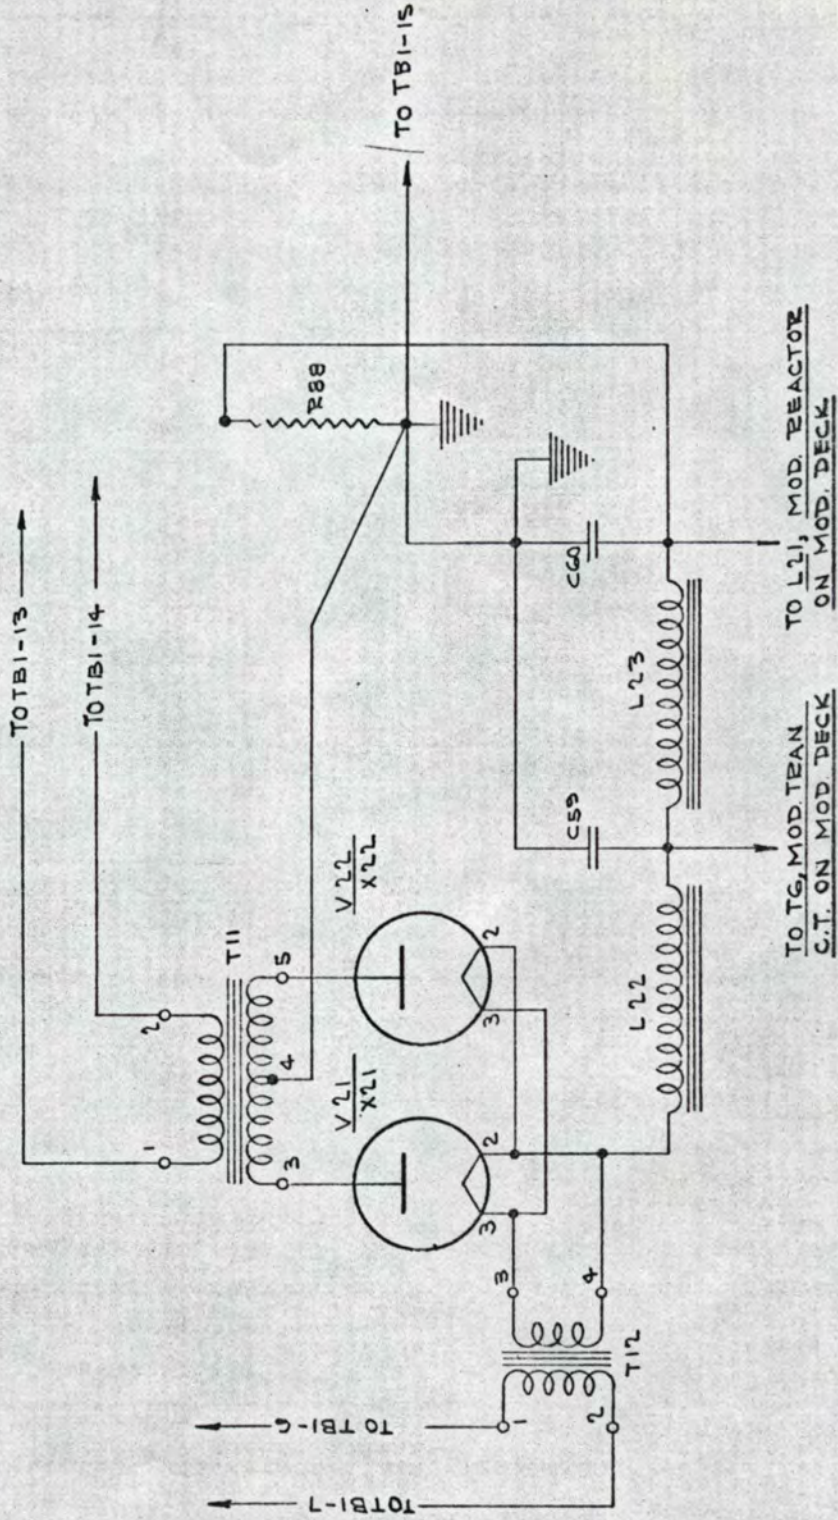 TO TB1-13
TO TB1-14
1
2
T11
3
4
5
V21
X21
V22
X22
3
2
3
2
TO TB1-7
TO TB1-6
1
2
3
4
T12
R88
TO TB1-15
C59
C60
L22
L23
TO T6, MOD. TRAN
C.T. ON MOD DECK
TO L21, MOD. REACTOR
ON MOD. DECK